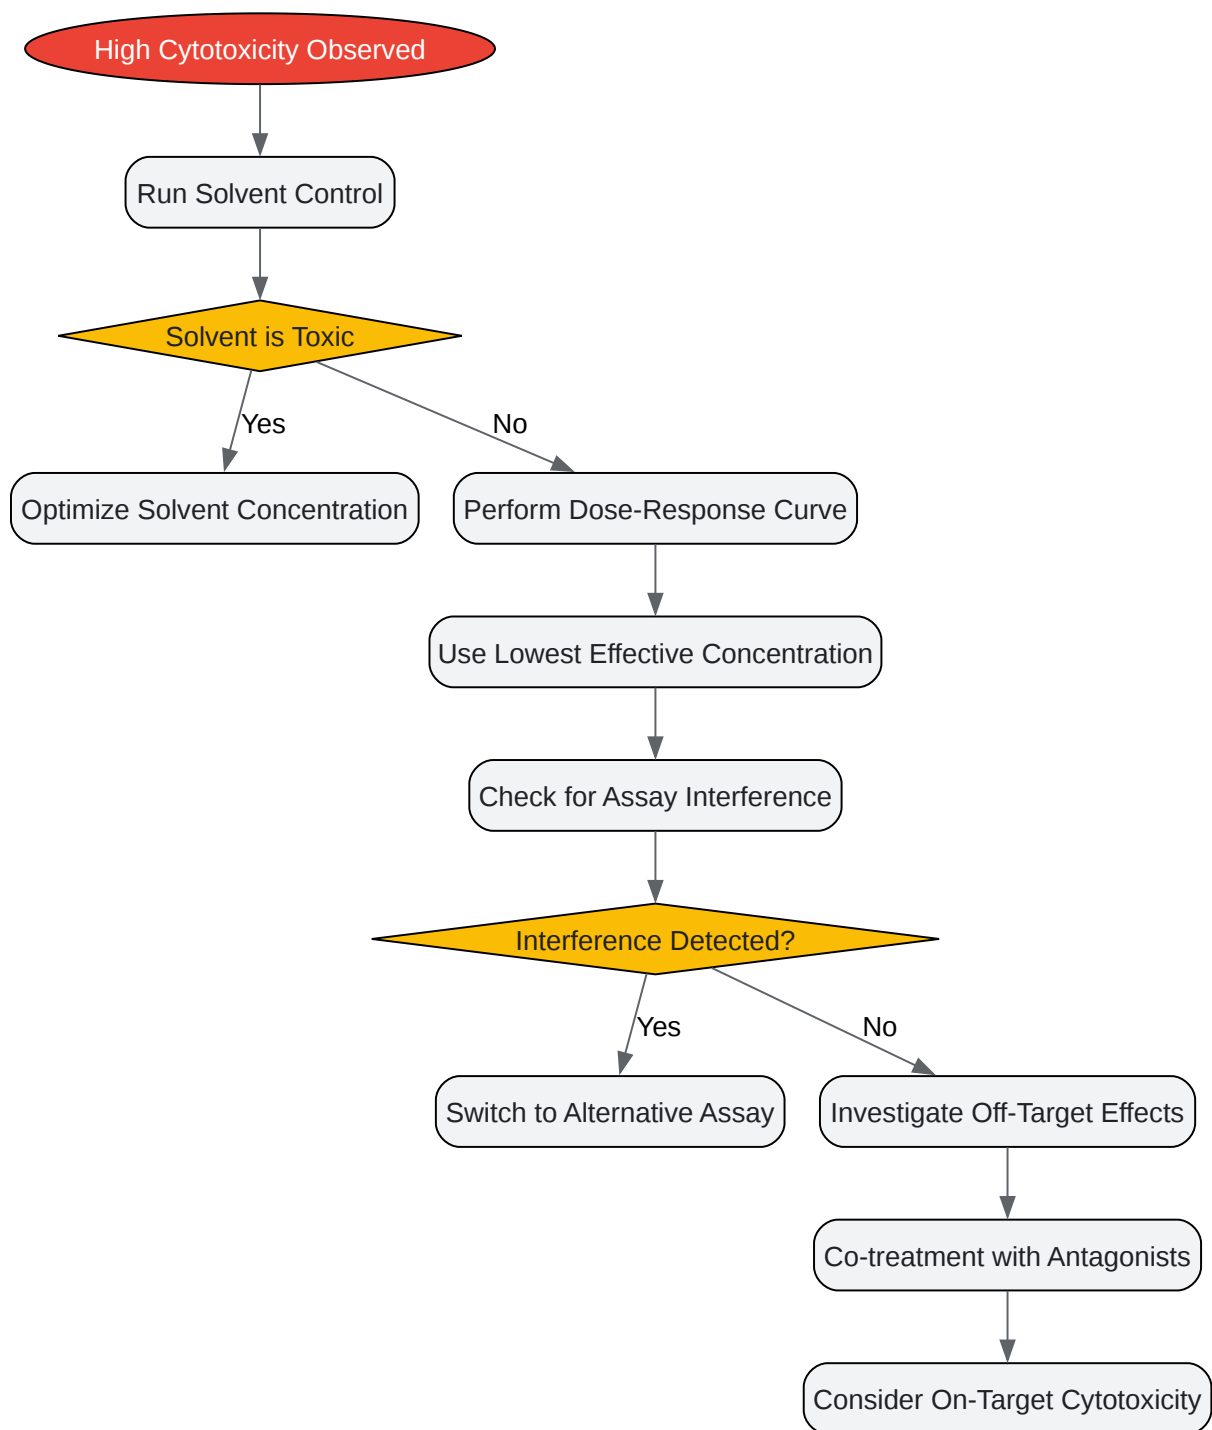 High Cytotoxicity Observed
Run Solvent Control
Solvent is Toxic
Yes
No
Optimize Solvent Concentration
Perform Dose-Response Curve
Use Lowest Effective Concentration
Check for Assay Interference
Interference Detected?
Yes
No
Switch to Alternative Assay
Investigate Off-Target Effects
Co-treatment with Antagonists
Consider On-Target Cytotoxicity